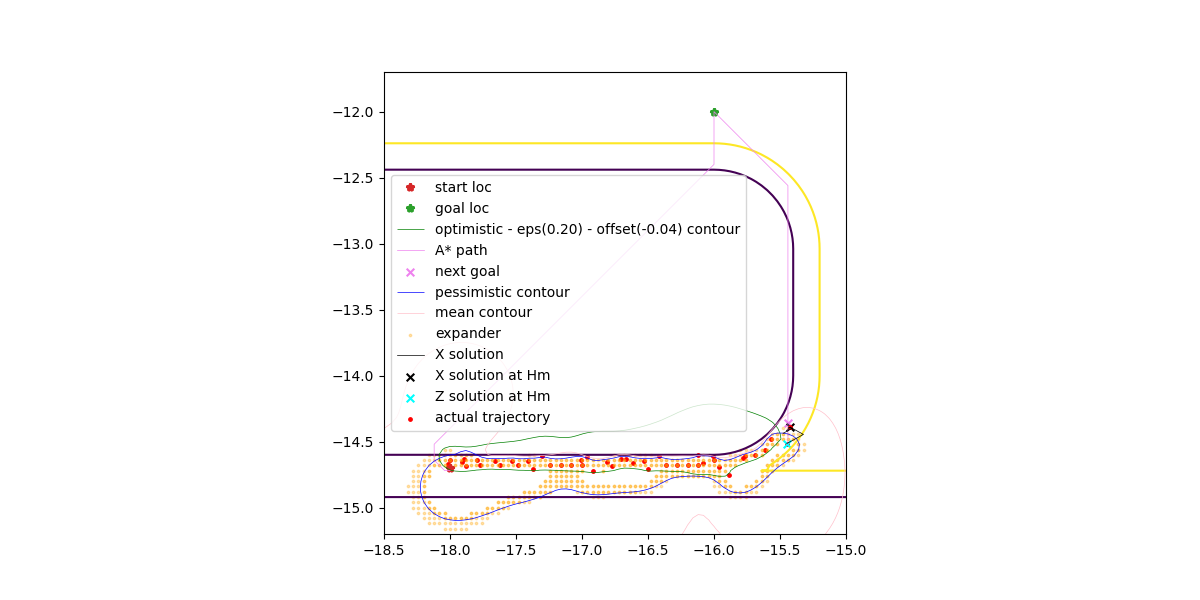 −12.0
−12.5
−13.0
−13.5
−14.0
−14.5
−15.0
start loc
goal loc
optimistic - eps(0.20) - offset(-0.04) contour
A* path
next goal
pessimistic contour
mean contour
expander
X solution
X solution at Hm
Z solution at Hm
actual trajectory
−18.5 −18.0 −17.5 −17.0 −16.5 −16.0 −15.5 −15.0